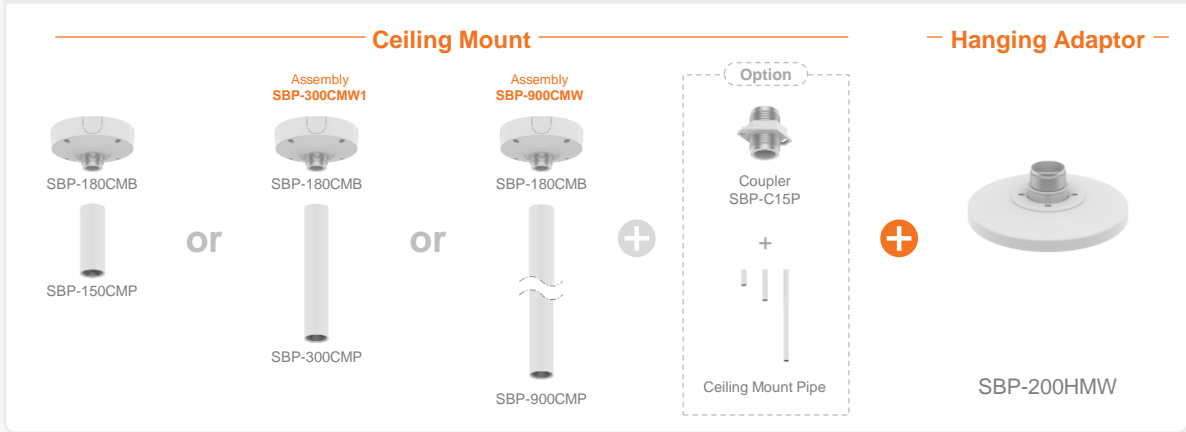 Ceiling Mount
Hanging Adaptor
Assembly
SBP-300CMW1
Assembly
SBP-900CMW
Option
SBP-180CMB
SBP-180CMB
SBP-180CMB
Coupler
SBP-C15P
or
or
+
SBP-150CMP
SBP-300CMP
SBP-900CMP
Ceiling Mount Pipe
SBP-200HMW